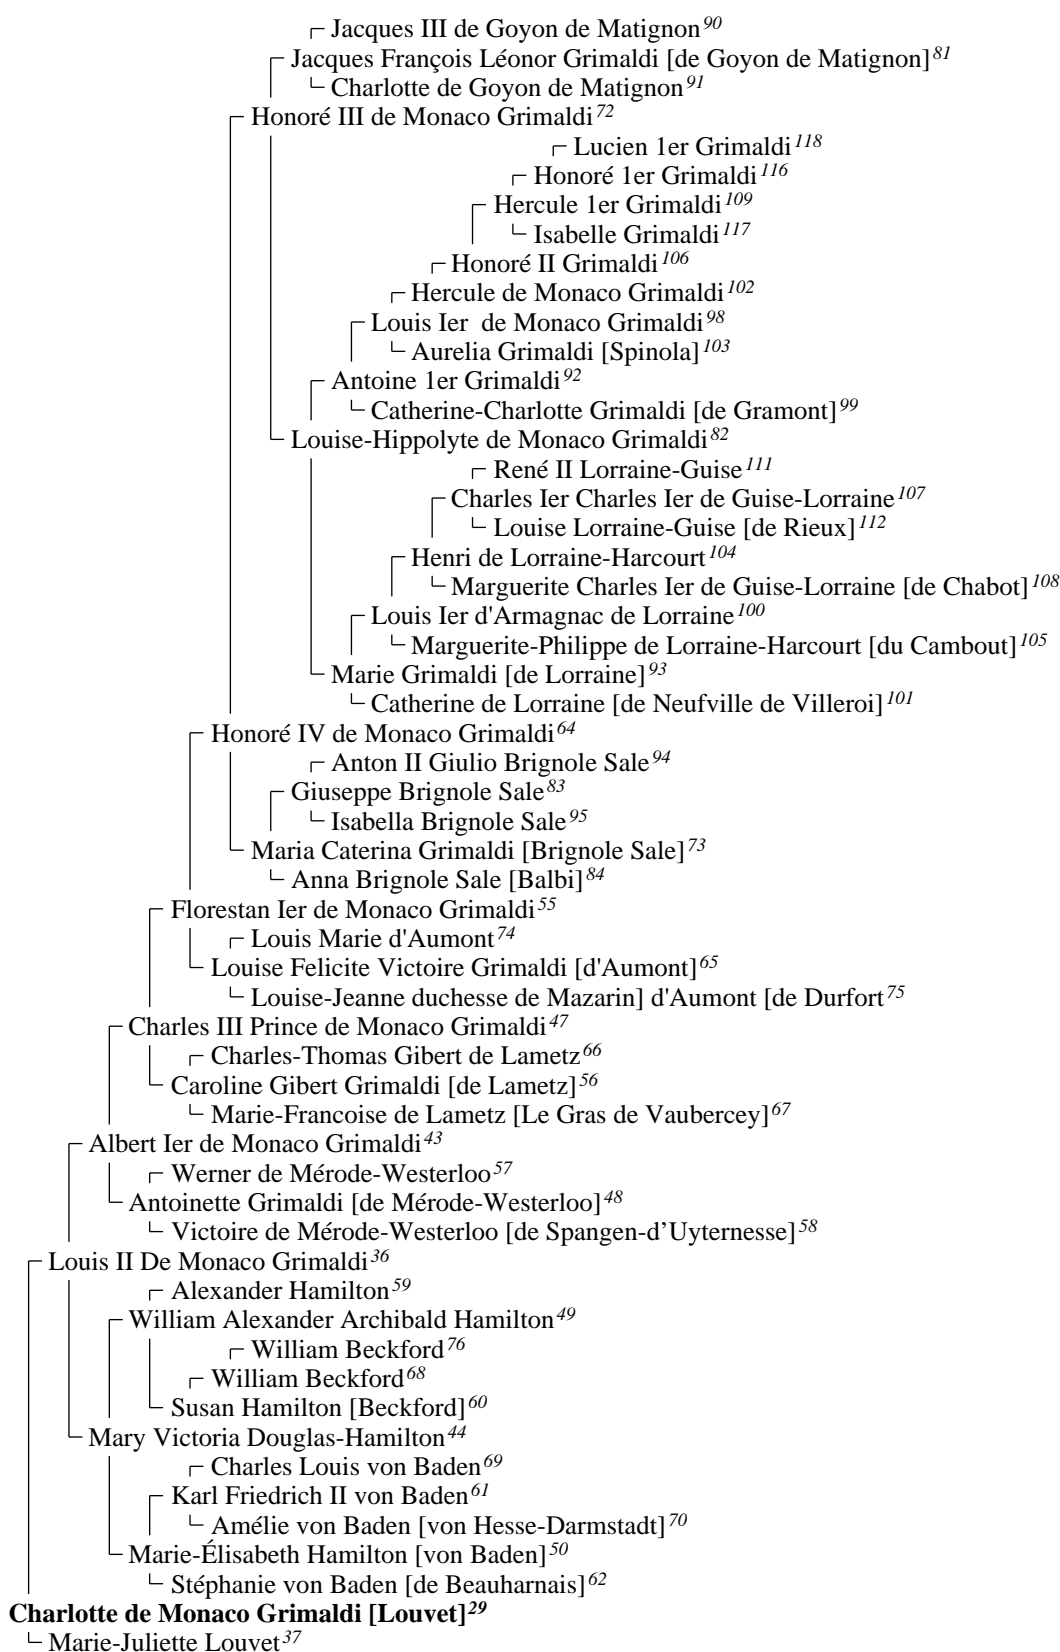 Jacques III de Goyon de Matignon90
Jacques François Léonor Grimaldi [de Goyon de Matignon]81
Charlotte de Goyon de Matignon91
Honoré III de Monaco Grimaldi72
Lucien 1er Grimaldi118
Honoré 1er Grimaldi116
Hercule 1er Grimaldi109
Isabelle Grimaldi117
Honoré II Grimaldi106
Hercule de Monaco Grimaldi102
Louis Ier de Monaco Grimaldi98
Aurelia Grimaldi [Spinola]103
Antoine 1er Grimaldi92
Catherine-Charlotte Grimaldi [de Gramont]99
Louise-Hippolyte de Monaco Grimaldi82
René II Lorraine-Guise111
Charles Ier Charles Ier de Guise-Lorraine107
Louise Lorraine-Guise [de Rieux]112
Henri de Lorraine-Harcourt104
Marguerite Charles Ier de Guise-Lorraine [de Chabot]108
Louis Ier d'Armagnac de Lorraine100
Marguerite-Philippe de Lorraine-Harcourt [du Cambout]105
Marie Grimaldi [de Lorraine]93
Catherine de Lorraine [de Neufville de Villeroi]101
Honoré IV de Monaco Grimaldi64
Anton II Giulio Brignole Sale94
Giuseppe Brignole Sale83
Isabella Brignole Sale95
Maria Caterina Grimaldi [Brignole Sale]73
Anna Brignole Sale [Balbi]84
Florestan Ier de Monaco Grimaldi55
Louis Marie d'Aumont74
Louise Felicite Victoire Grimaldi [d'Aumont]65
Louise-Jeanne duchesse de Mazarin] d'Aumont [de Durfort75
Charles III Prince de Monaco Grimaldi47
Charles-Thomas Gibert de Lametz66
Caroline Gibert Grimaldi [de Lametz]56
Marie-Francoise de Lametz [Le Gras de Vaubercey]67
Albert Ier de Monaco Grimaldi43
Werner de Mérode-Westerloo57
Antoinette Grimaldi [de Mérode-Westerloo]48
Victoire de Mérode-Westerloo [de Spangen-d’Uyternesse]58
Louis II De Monaco Grimaldi36
Alexander Hamilton59
William Alexander Archibald Hamilton49
William Beckford76
William Beckford68
Susan Hamilton [Beckford]60
Mary Victoria Douglas-Hamilton44
Charles Louis von Baden69
Karl Friedrich II von Baden61
Amélie von Baden [von Hesse-Darmstadt]70
Marie-Élisabeth Hamilton [von Baden]50
Stéphanie von Baden [de Beauharnais]62
Charlotte de Monaco Grimaldi [Louvet]29
Marie-Juliette Louvet37